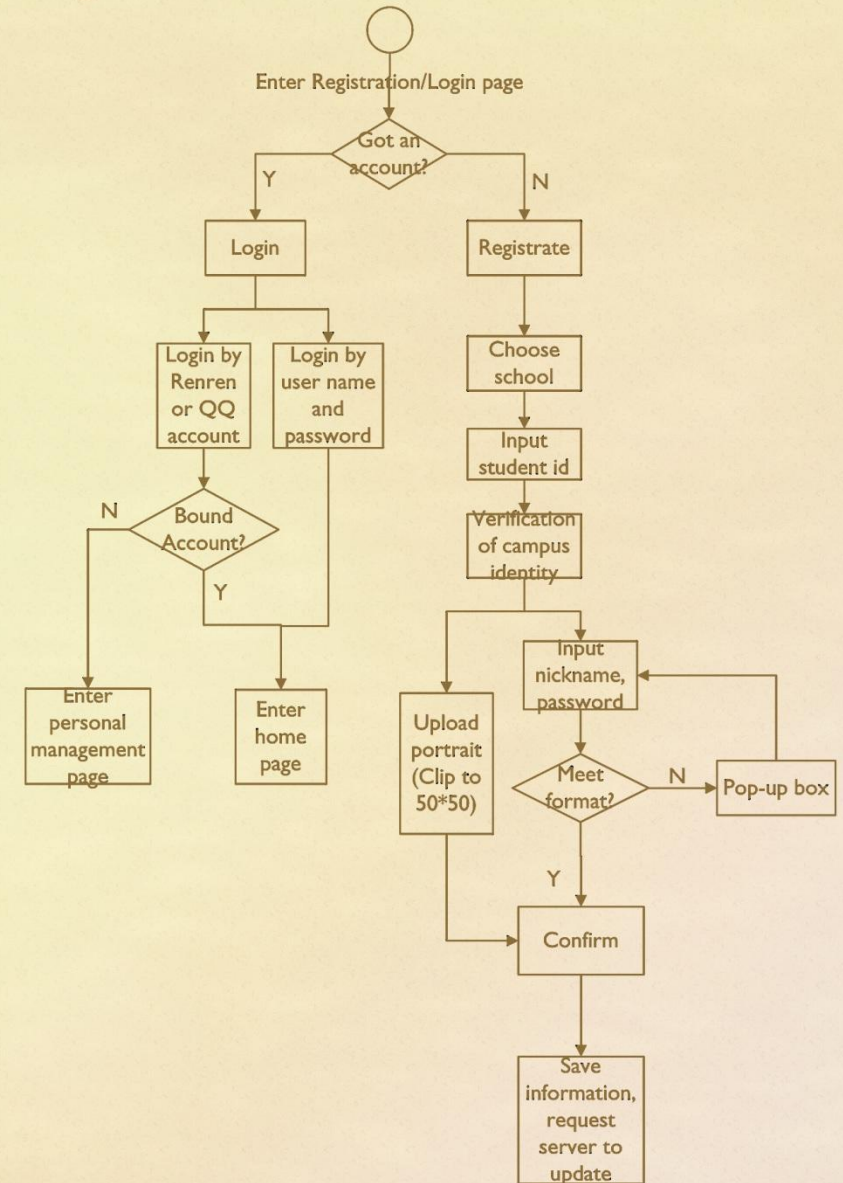 Enter Registration/Login page
Got an
account?
Y
N
Login
Registrate
Login by
Renren
or QQ
account
Login by
user name
and
password
Choose
school
Input
student id
Bound
Account?
N
Y
Verification
of campus
identity
Enter
personal
management
page
Enter
home
page
Upload
portrait
(Clip to
50*50)
Input
nickname,
password
Meet
format?
N
Pop-up box
Y
Confirm
Save
information,
request
server to
update